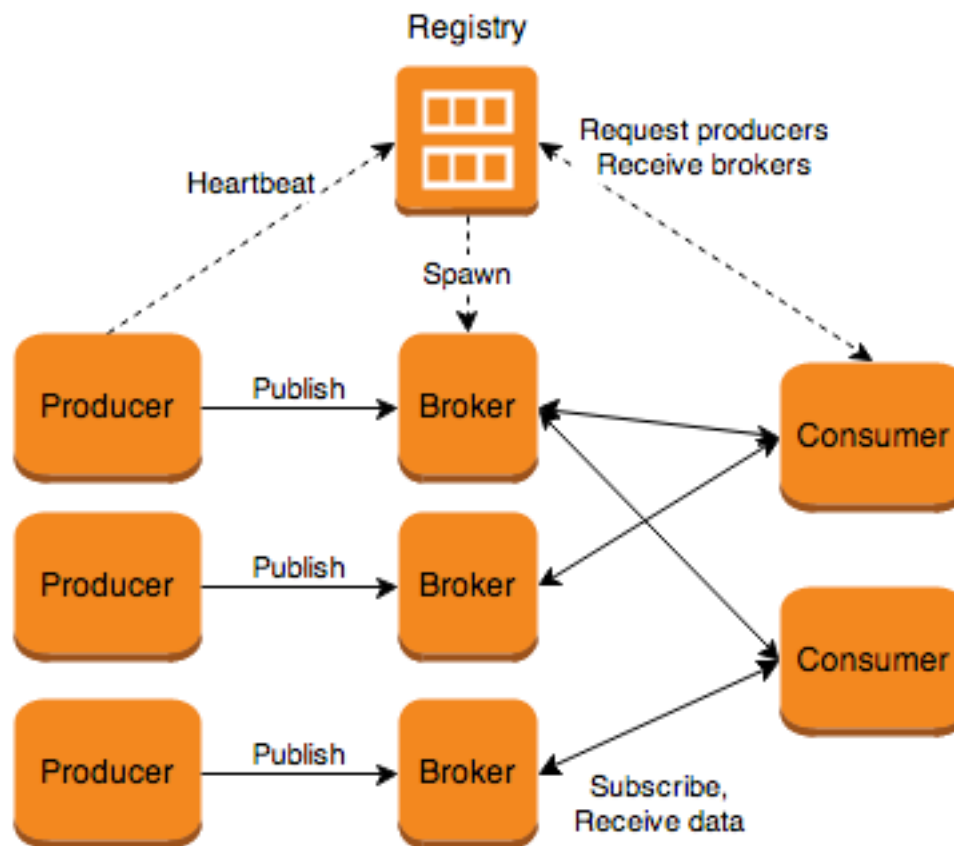 Registry
Request producers
Receive brokers
Heartbeat
Spawn
Producer
Publish
Broker
Consumer
Producer
Publish
Broker
Consumer
Producer
Publish
Broker
Subscribe,
Receive data